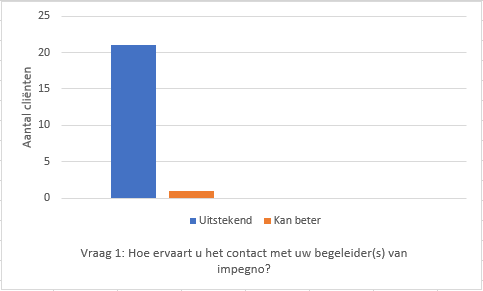 25
20
15
10
5
0
Aantal cliënten
Uitstekend Kan beter
Vraag 1: Hoe ervaart u het contact met uw begeleider(s) van
impegno?